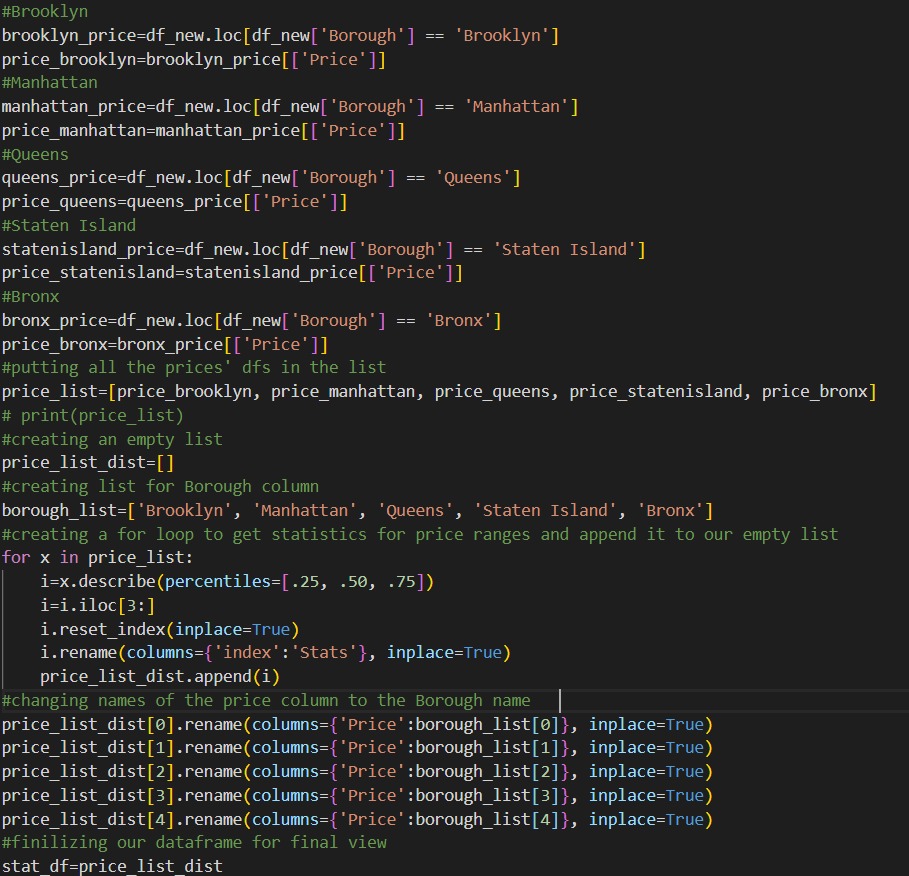 #Brooklyn
brooklyn_price=df_new.loc[df_new['Borough'] == 'Brooklyn']
price_brooklyn=brooklyn_price[['Price']]
#Manhattan
manhattan_price=df_new.loc[df_new['Borough'] == 'Manhattan']
price_manhattan=manhattan_price[['Price']]
#Queens
queens_price=df_new.loc[df_new['Borough'] == 'Queens']
price_queens=queens_price[['Price']]
#Staten Island
statenisland_price=df_new.loc[df_new['Borough'] == 'Staten Island']
price_statenisland=statenisland_price[['Price']]
#Bronx
bronx_price=df_new.loc[df_new['Borough'] == 'Bronx']
price_bronx=bronx_price[['Price']]
#putting all the prices' dfs in the list
price_list=[price_brooklyn, price_manhattan, price_queens, price_statenisland, price_bronx]
# print(price_list)
#creating an empty list
price_list_dist=[]
#creating list for Borough column
borough_list=['Brooklyn', 'Manhattan', 'Queens', 'Staten Island', 'Bronx']
#creating a for loop to get statistics for price ranges and append it to our empty list
for x in price_list:
    i=x.describe(percentiles=[.25, .50, .75])
    i=i.iloc[3:]
    i.reset_index(inplace=True)
    i.rename(columns={'index':'Stats'}, inplace=True)
    price_list_dist.append(i)
#changing names of the price column to the Borough name
price_list_dist[0].rename(columns={'Price':borough_list[0]}, inplace=True)
price_list_dist[1].rename(columns={'Price':borough_list[1]}, inplace=True)
price_list_dist[2].rename(columns={'Price':borough_list[2]}, inplace=True)
price_list_dist[3].rename(columns={'Price':borough_list[3]}, inplace=True)
price_list_dist[4].rename(columns={'Price':borough_list[4]}, inplace=True)
#finilizing our dataframe for final view
stat_df=price_list_dist